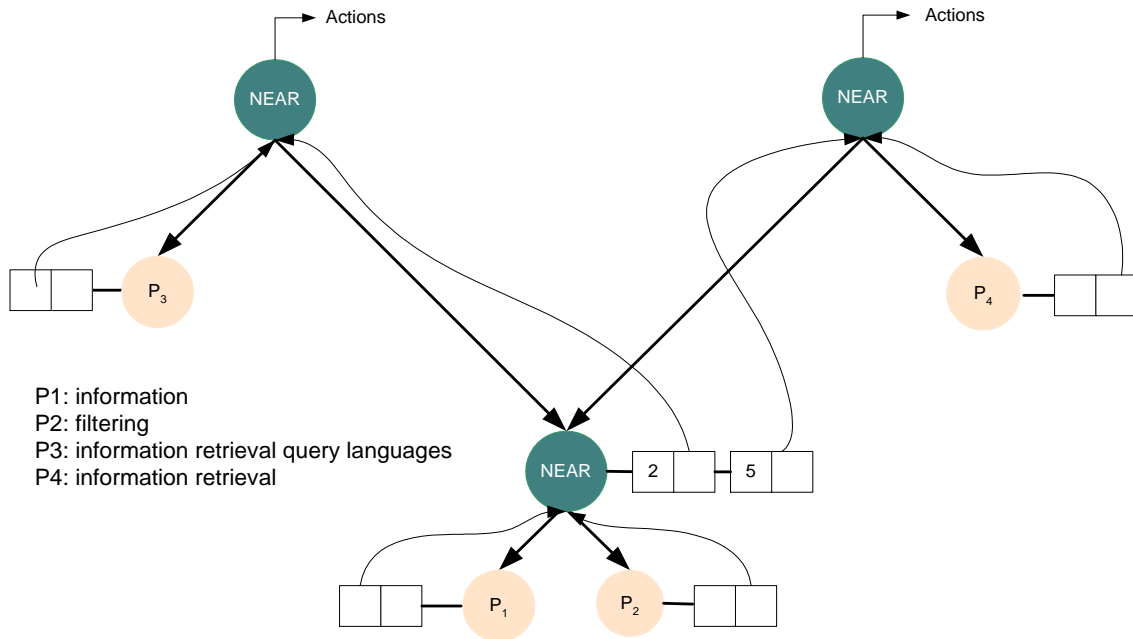 Actions
Actions
NEAR
NEAR
P3
P4
P1: information
P2: filtering
P3: information retrieval query languages
P4: information retrieval
NEAR
2
5
P1
P2